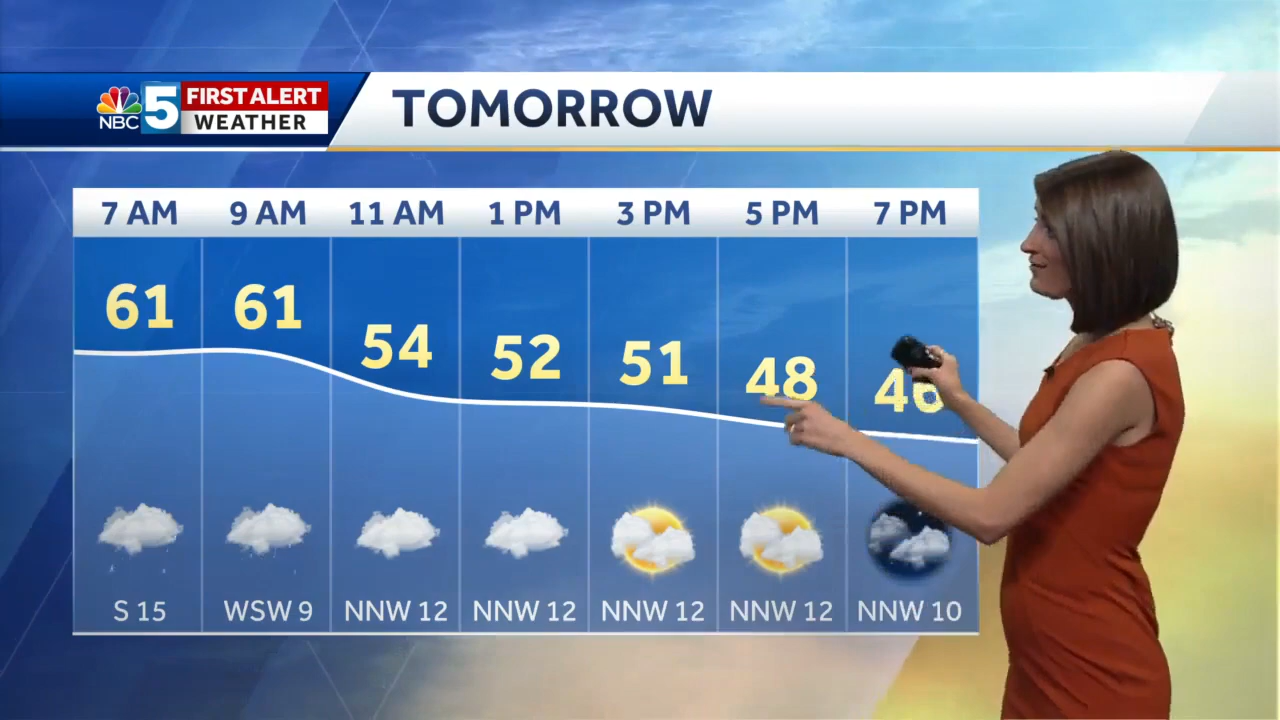 NBC 5 FIRST ALERT
WEATHER
TOMORROW
7 AM 9 AM 11 AM 1 PM 3 PM 5 PM 7 PM
61 61 54 52 51 48 46
S 15 WSW 9 NNW 12 NNW 12 NNW 12 NNW 12 NNW 10